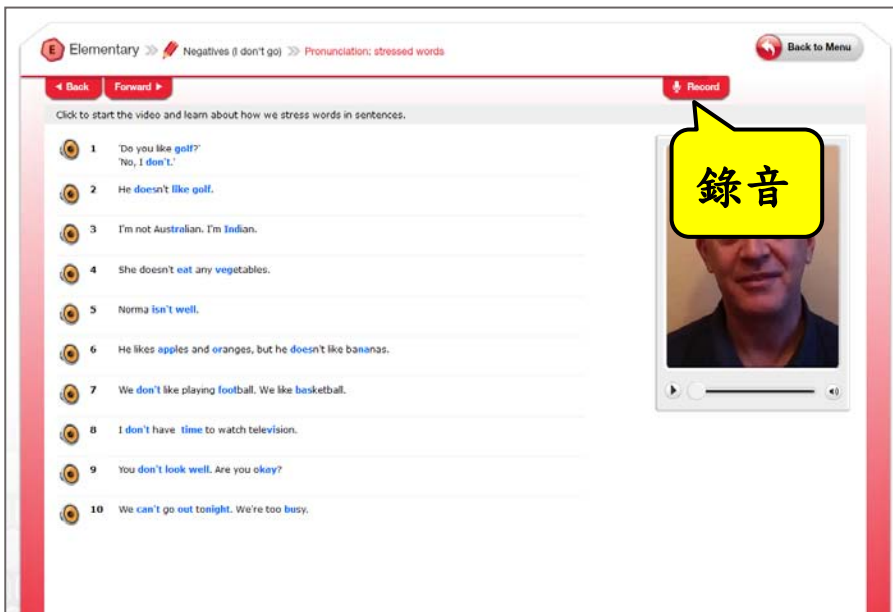 E Elementary >> Negatives (I don't go) >> Pronunciation: stressed words
Back to Menu
Back Forward
Record
Click to start the video and learn about how we stress words in sentences.
錄音
1 'Do you like golf?'
'No, I don't.'
2 He doesn't like golf.
3 I'm not Australian. I'm Indian.
4 She doesn't eat any vegetables.
5 Norma isn't well.
6 He likes apples and oranges, but he doesn't like bananas.
7 We don't like playing football. We like basketball.
8 I don't have time to watch television.
9 You don't look well. Are you okay?
10 We can't go out tonight. We're too busy.